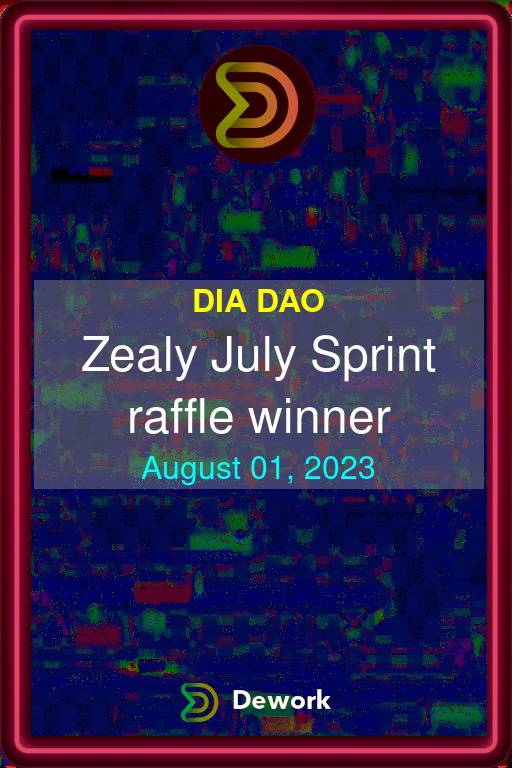 DIA DAO
Zealy July Sprint
raffle winner
August 01, 2023
Dework